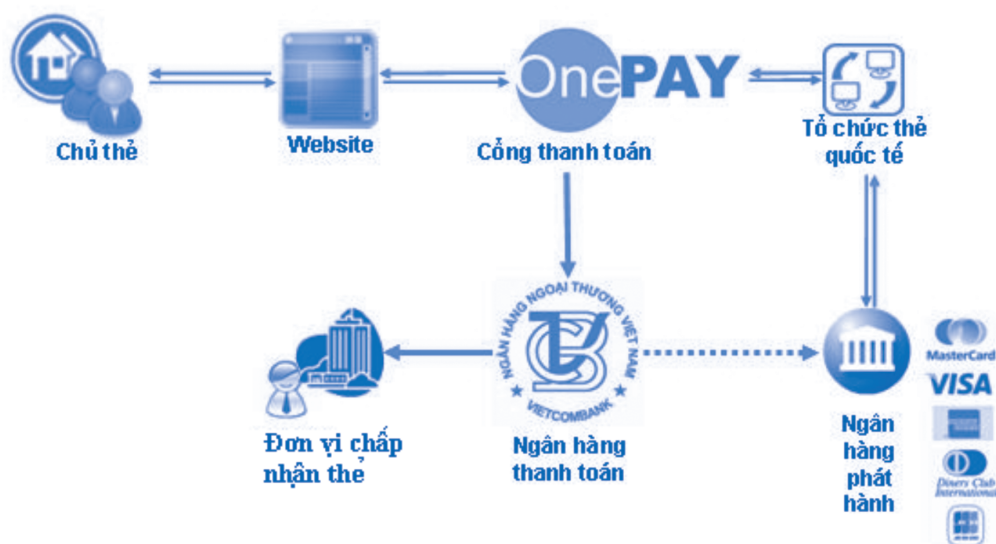 OnePAY
Chủ thẻ
Website
Cổng thanh toán
Tổ chức thẻ
quốc tế
NGÂN HÀNG NGOẠI THƯƠNG VIỆT NAM
VIETCOMBANK
MasterCard
VISA
Đơn vị chấp
nhận thẻ
Ngân hàng
thanh toán
Ngân
hàng
phát
hành
Diners Club
International
JCB